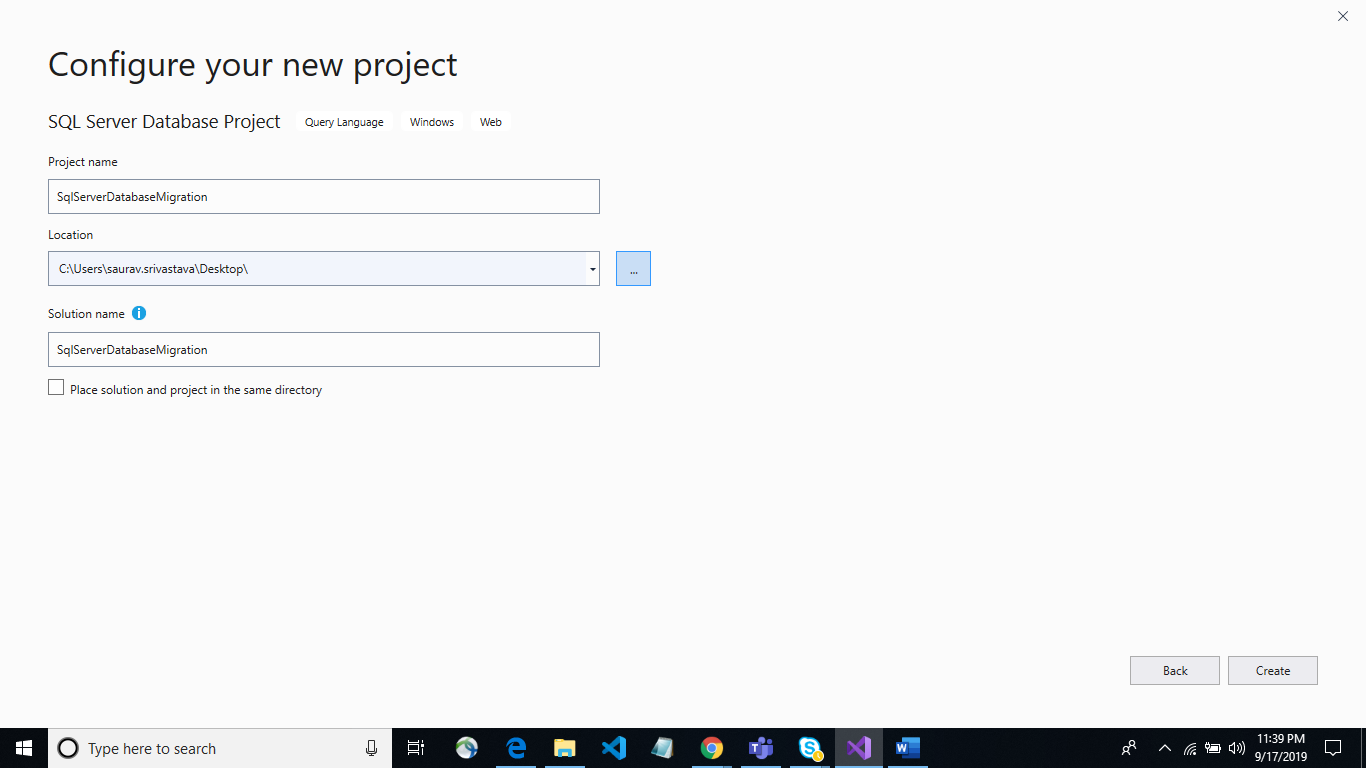 Configure your new project
SQL Server Database Project Query Language Windows Web
Project name
SqlServerDatabaseMigration
Location
C:\Users\saurav.srivastava\Desktop\
...
Solution name
SqlServerDatabaseMigration
Place solution and project in the same directory
Back Create
Type here to search
11:39 PM
9/17/2019